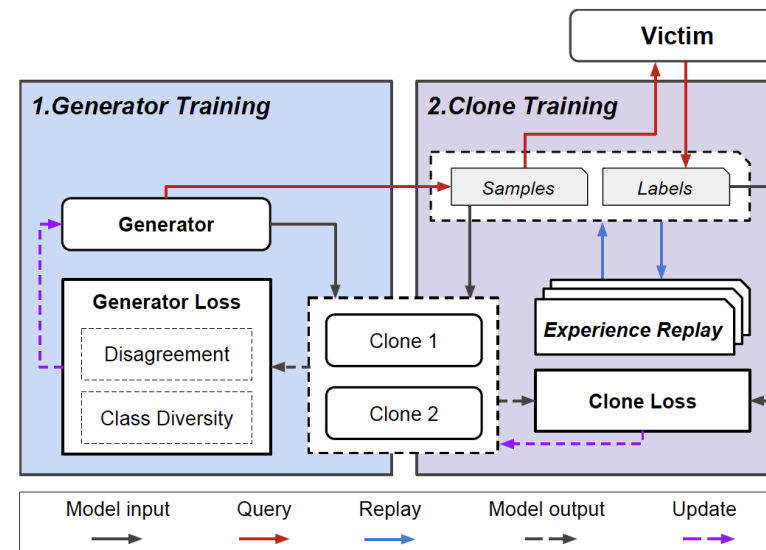 Victim
1.Generator Training
2.Clone Training
Samples
Labels
Generator
Generator Loss
Disagreement
Class Diversity
Clone 1
Clone 2
Experience Replay
Clone Loss
Model input
Query
Replay
Model output
Update